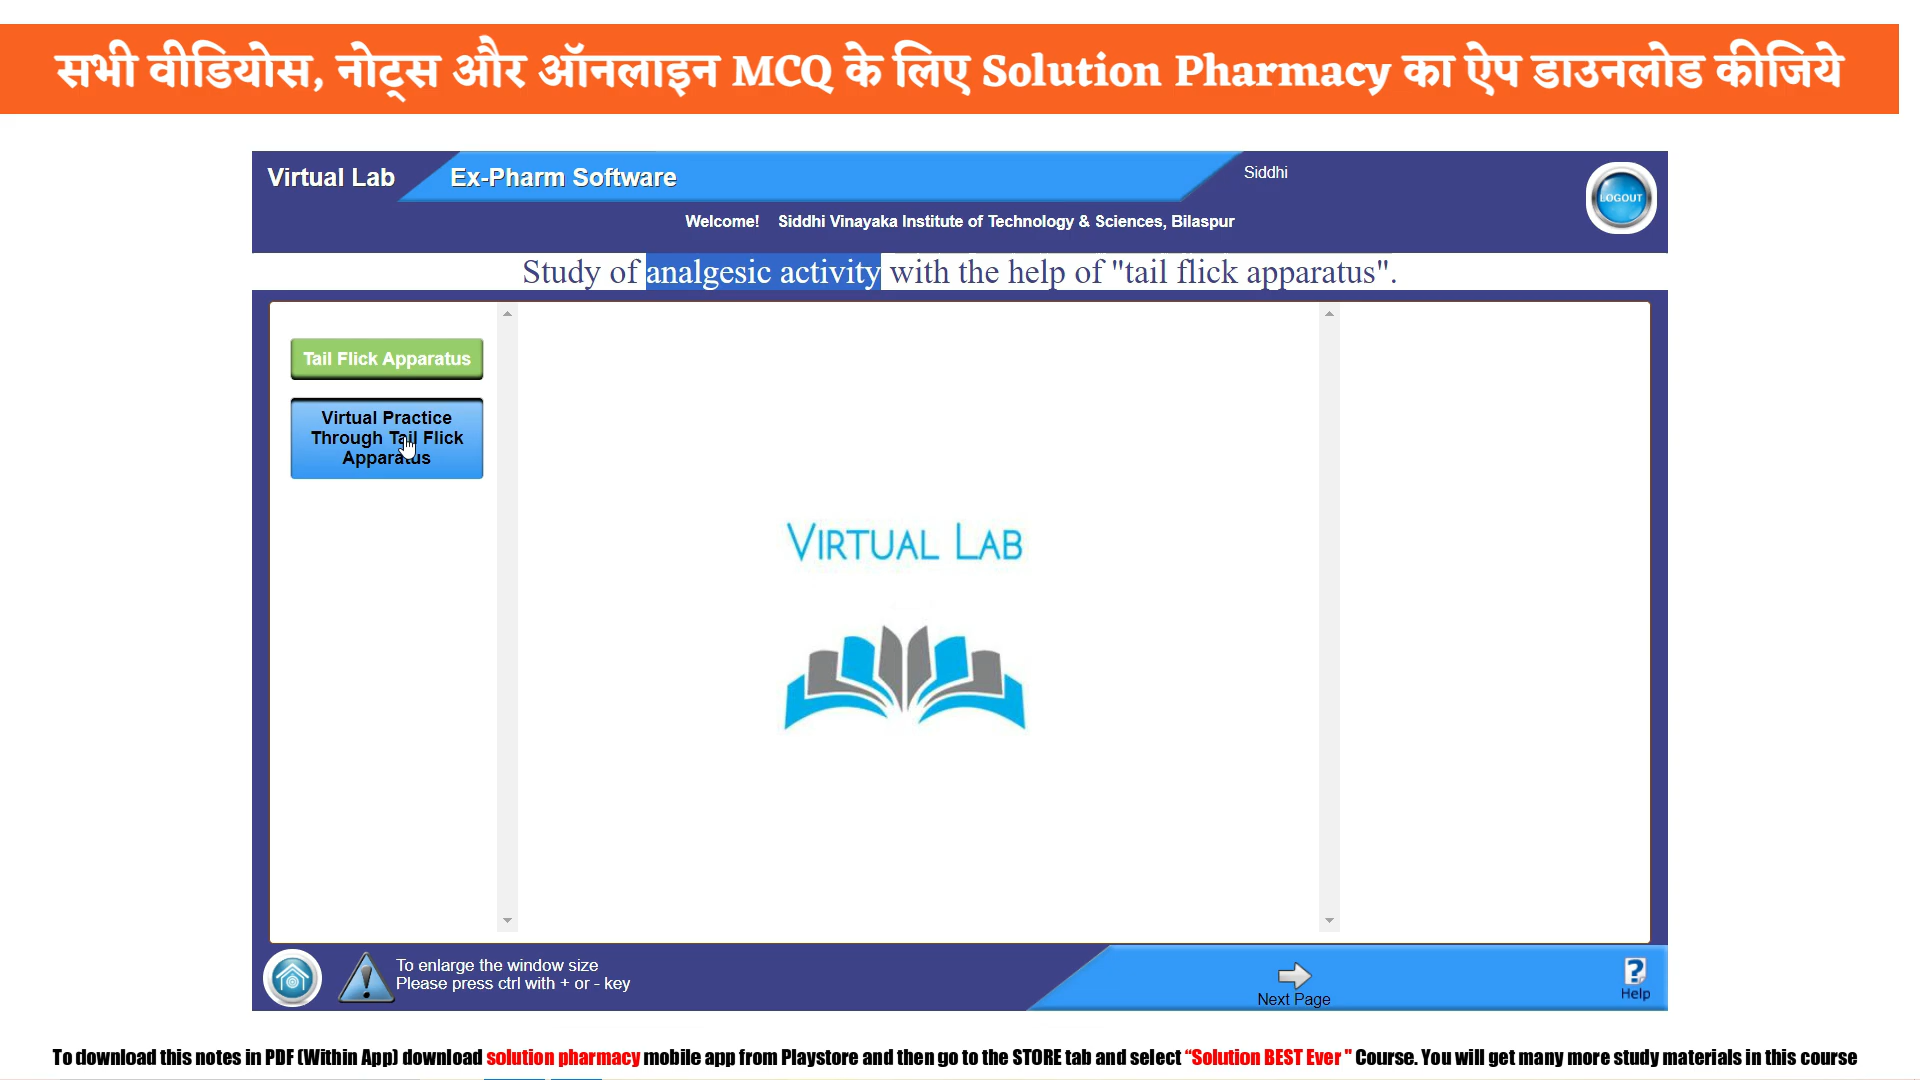 सभी वीडियोस, नोट्स और ऑनलाइन MCQ के लिए Solution Pharmacy का ऐप डाउनलोड कीजिये
Virtual Lab
Ex-Pharm Software
Siddhi
LOGOUT
Welcome! Siddhi Vinayaka Institute of Technology & Sciences, Bilaspur
Study of analgesic activity with the help of "tail flick apparatus".
Tail Flick Apparatus
Virtual Practice
Through Tail Flick
Apparatus
VIRTUAL LAB
To enlarge the window size
Please press ctrl with + or - key
Next Page
Help
To download this notes in PDF (Within App) download solution pharmacy mobile app from Playstore and then go to the STORE tab and select “Solution BEST Ever " Course. You will get many more study materials in this course